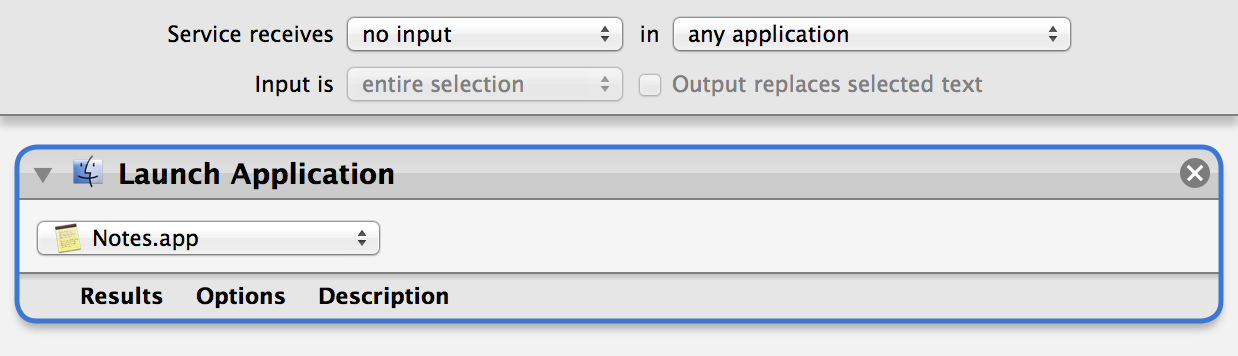 Service receives no input in any application
Input is entire selection Output replaces selected text
Launch Application
Notes.app
Results Options Description